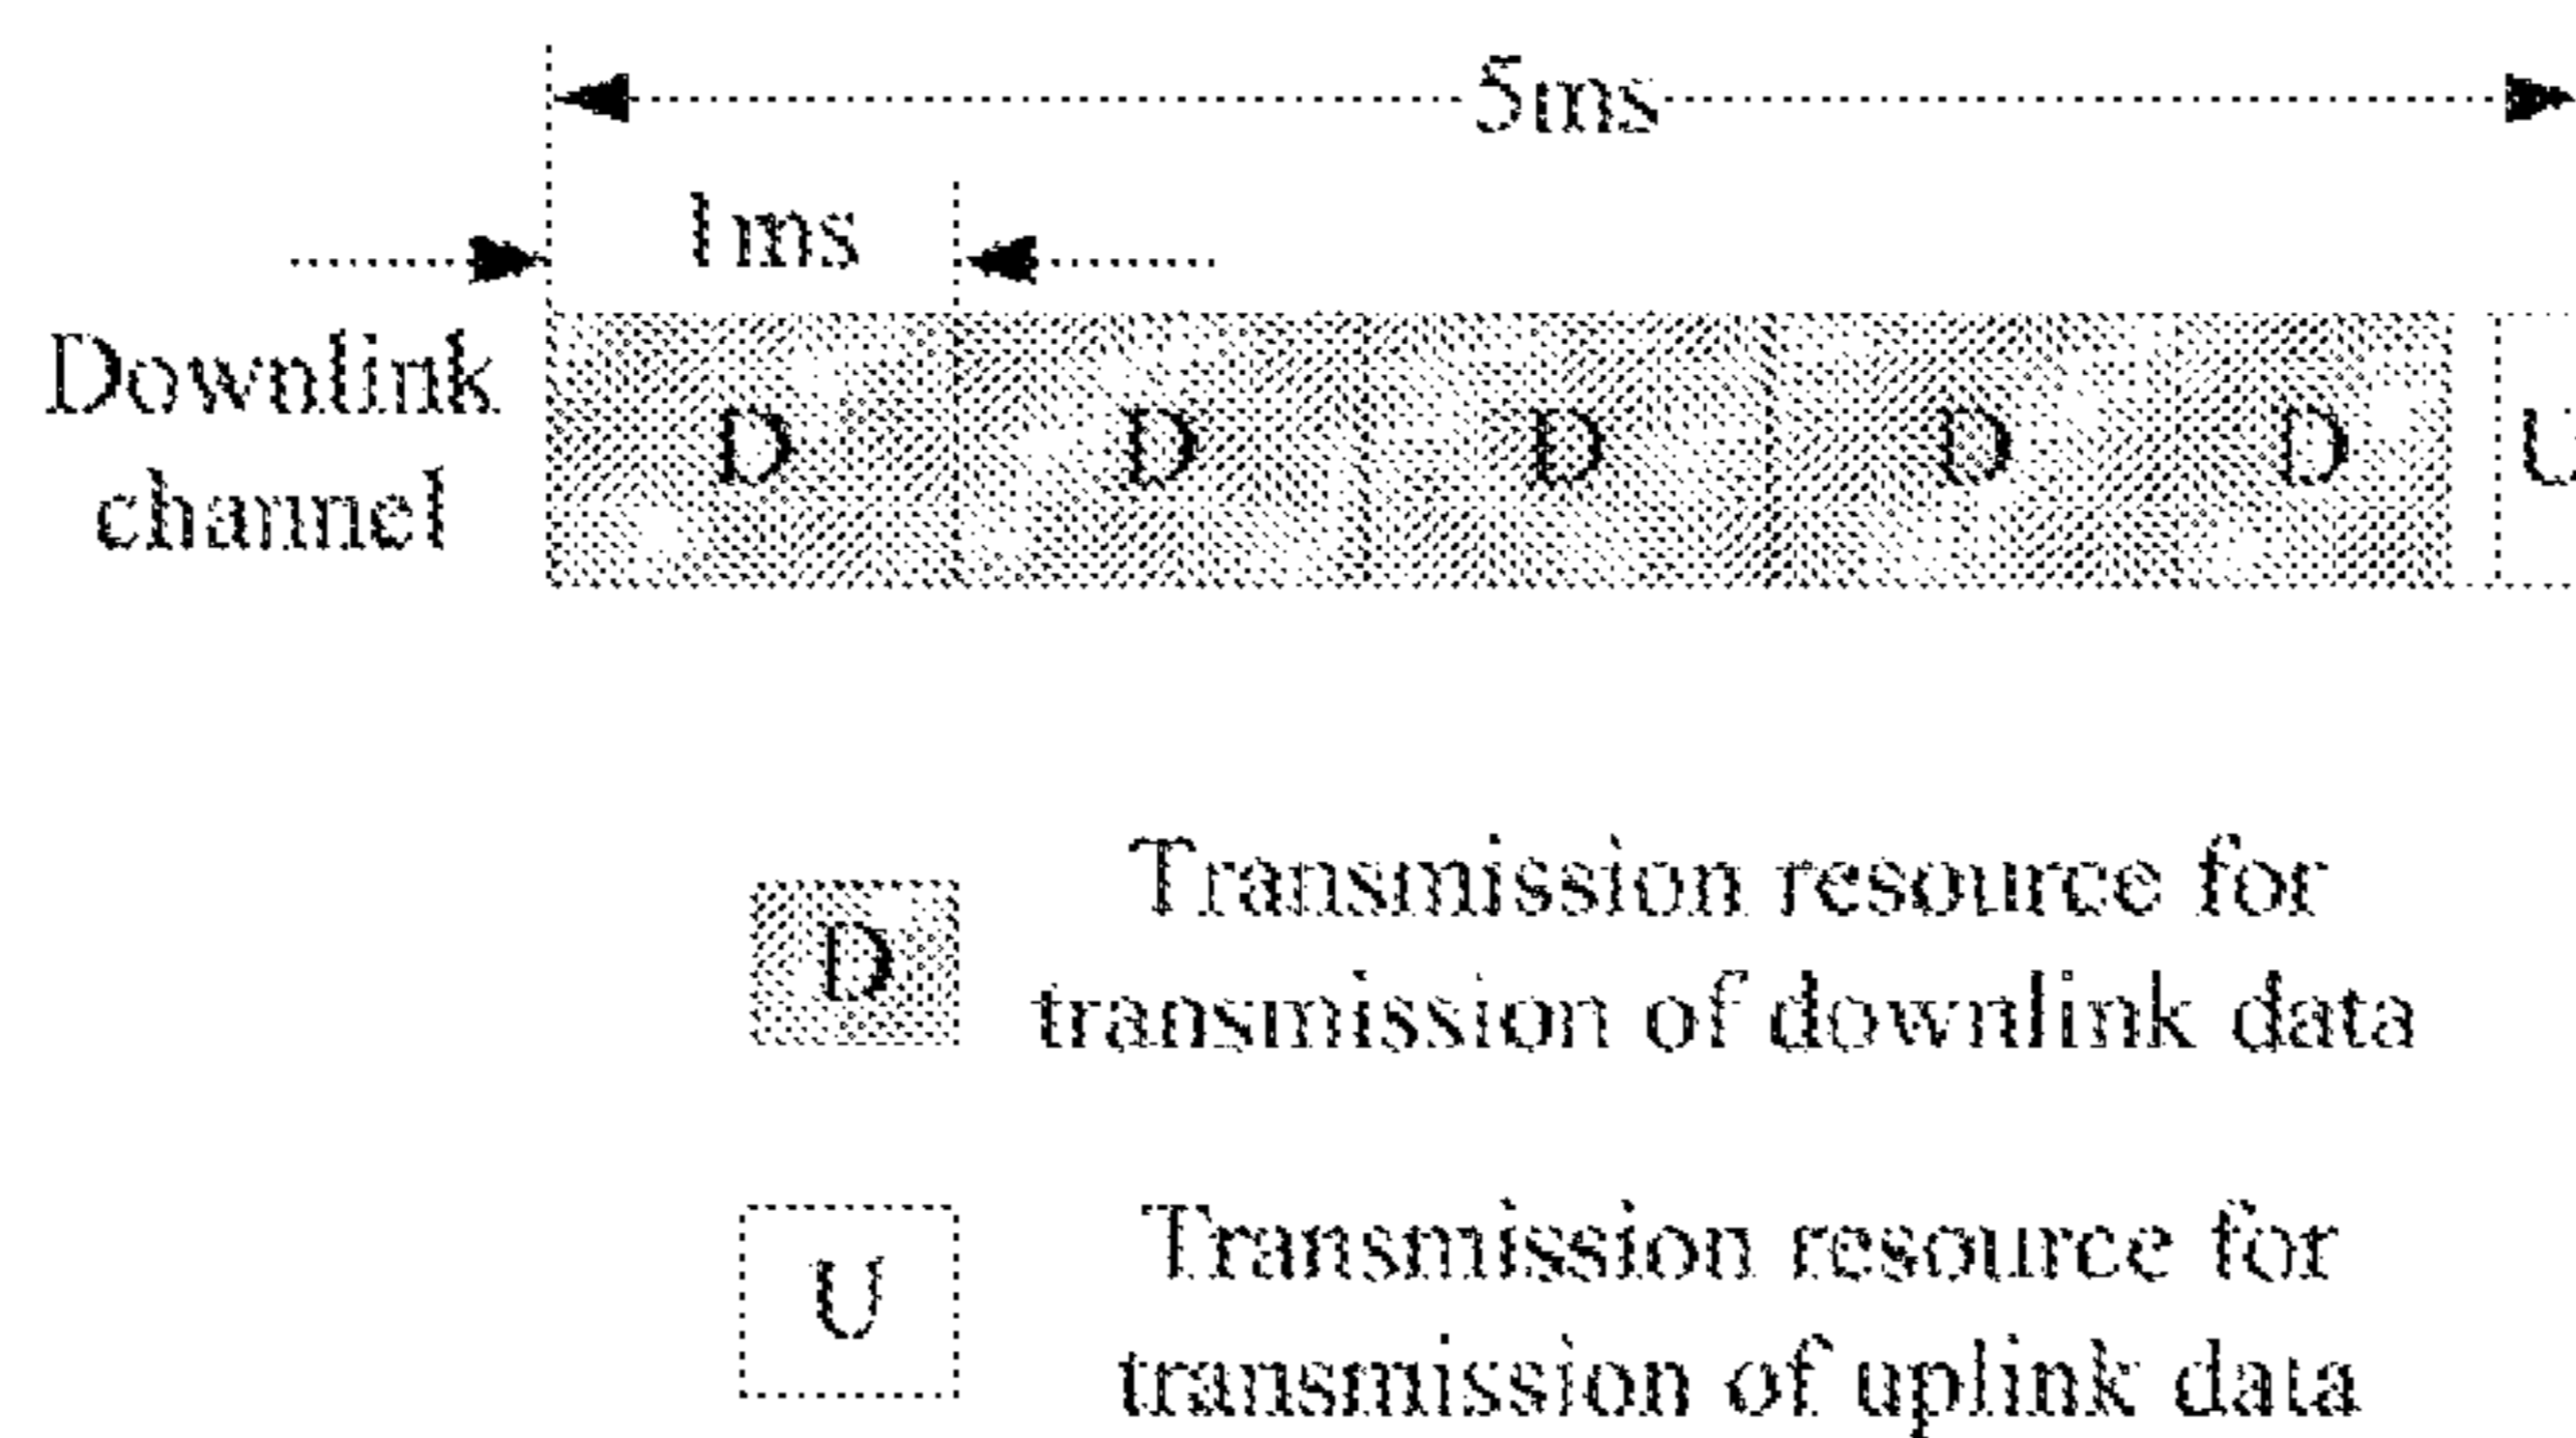 5ms
1ms
Downlink
channel
D D D D D U
D
Transmission resource for
transmission of downlink data
U
Transmission resource for
transmission of uplink data